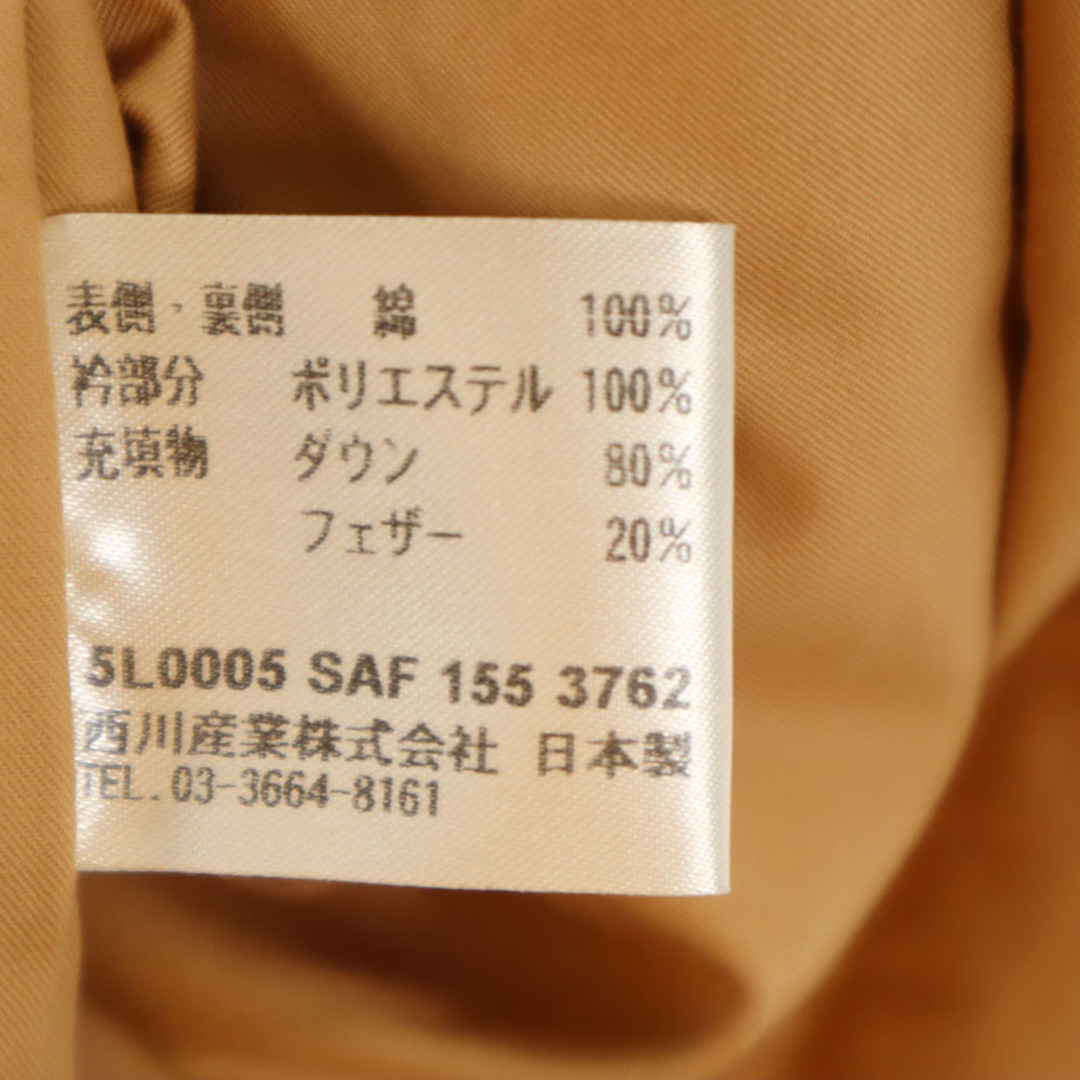 表側・裏側 綿 100%
衿部分 ポリエステル 100%
充填物 ダウン 80%
フェザー 20%
5L0005 SAF 155 3762
西川産業株式会社 日本製
TEL.03-3664-8161